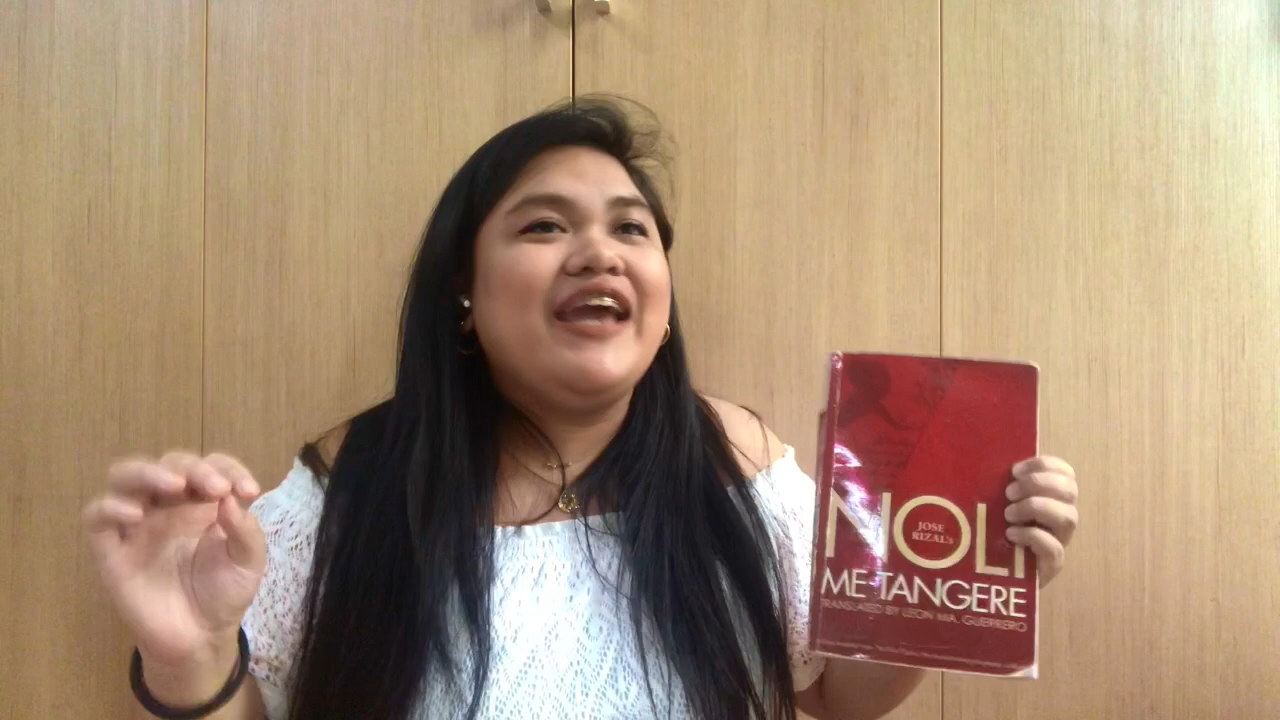 NOLI
JOSE
RIZAL's
ME TANGERE
TRANSLATED BY LEON MA. GUERRERO